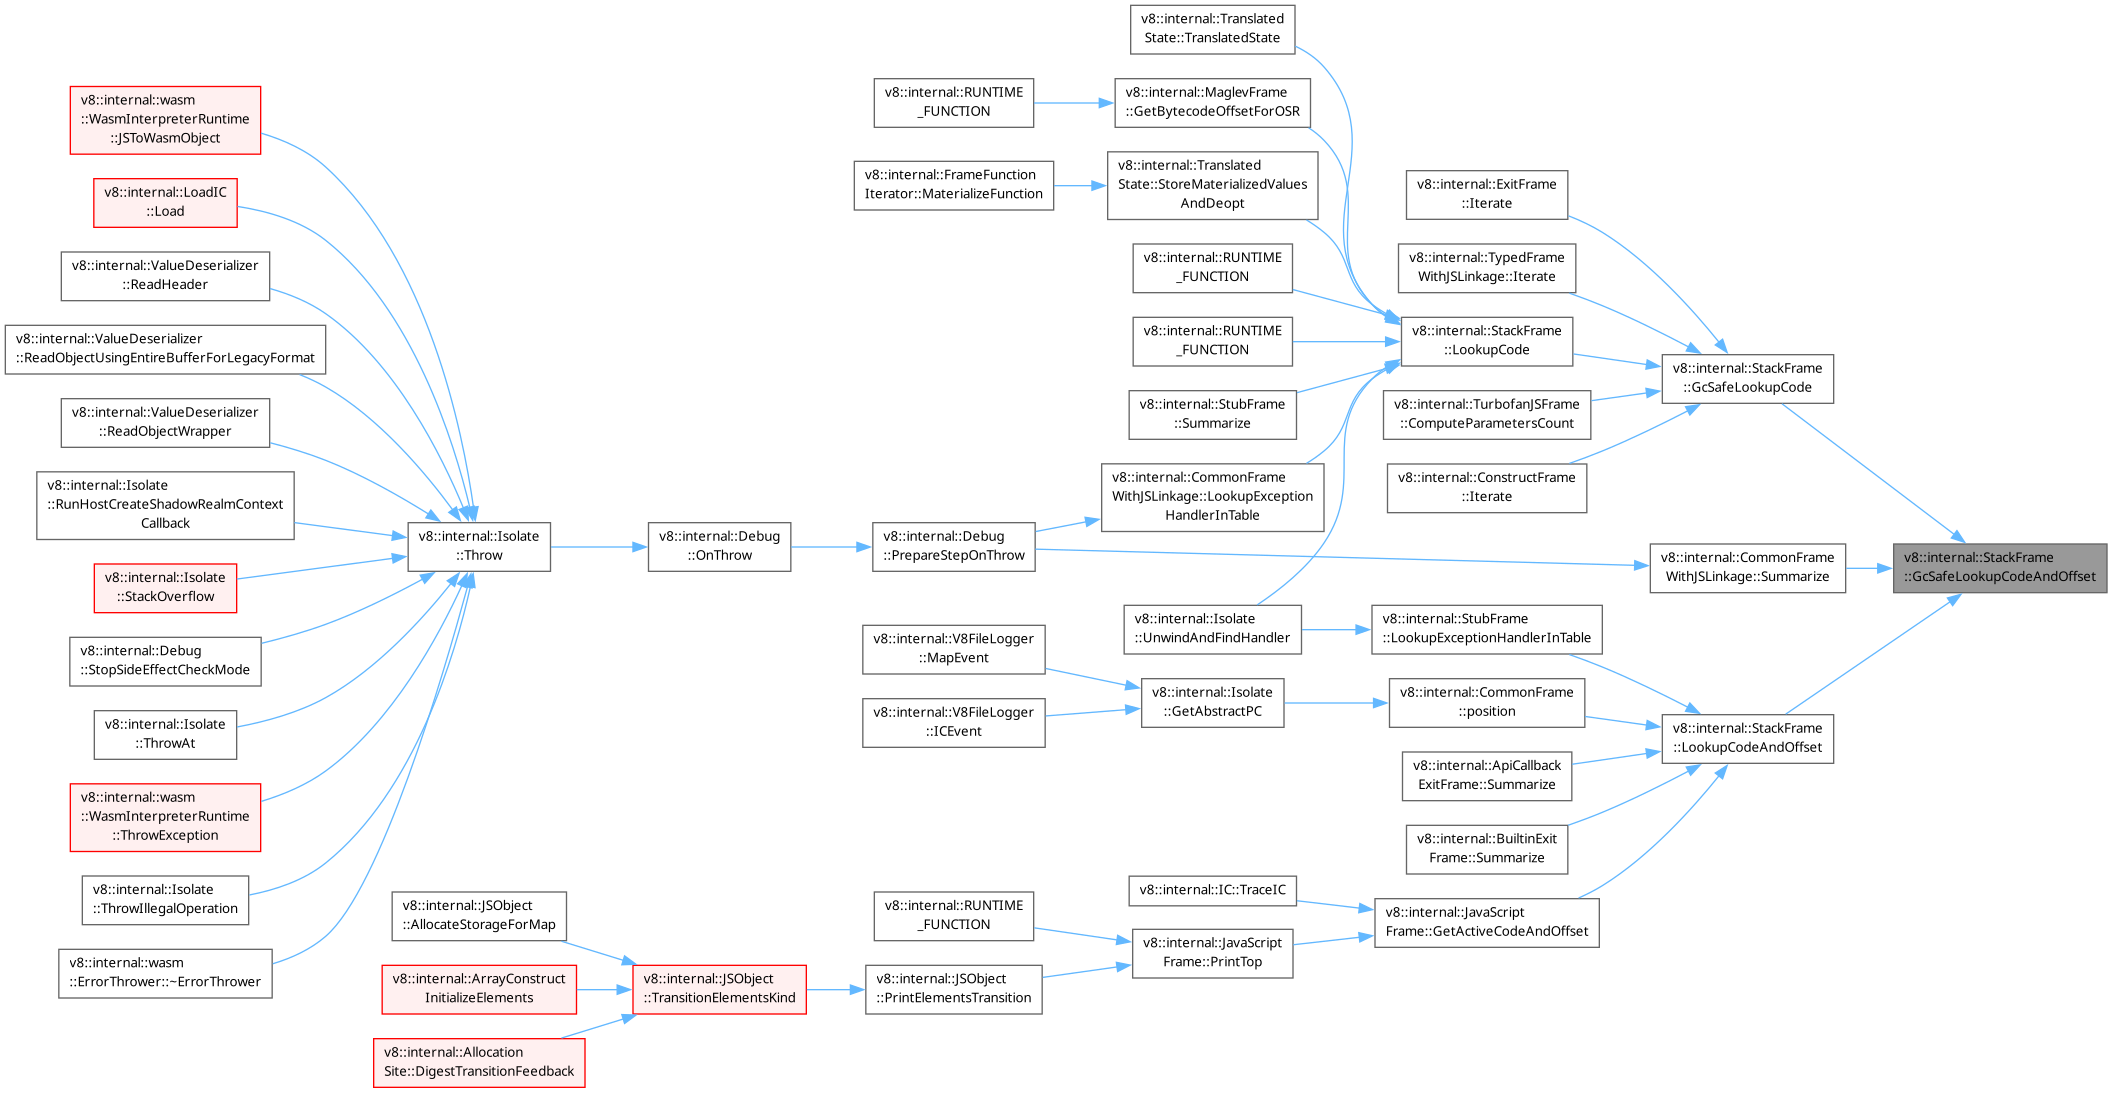 v8::internal::Translated
State::TranslatedState
v8::internal::wasm
::WasmInterpreterRuntime
::JSToWasmObject
v8::internal::RUNTIME
_FUNCTION
v8::internal::MaglevFrame
::GetBytecodeOffsetForOSR
v8::internal::LoadIC
::Load
v8::internal::FrameFunction
Iterator::MaterializeFunction
v8::internal::Translated
State::StoreMaterializedValues
AndDeopt
v8::internal::ExitFrame
::Iterate
v8::internal::ValueDeserializer
::ReadHeader
v8::internal::RUNTIME
_FUNCTION
v8::internal::TypedFrame
WithJSLinkage::Iterate
v8::internal::ValueDeserializer
::ReadObjectUsingEntireBufferForLegacyFormat
v8::internal::RUNTIME
_FUNCTION
v8::internal::StackFrame
::LookupCode
v8::internal::StackFrame
::GcSafeLookupCode
v8::internal::ValueDeserializer
::ReadObjectWrapper
v8::internal::StubFrame
::Summarize
v8::internal::TurbofanJSFrame
::ComputeParametersCount
v8::internal::Isolate
::RunHostCreateShadowRealmContext
Callback
v8::internal::CommonFrame
WithJSLinkage::LookupException
HandlerInTable
v8::internal::ConstructFrame
::Iterate
v8::internal::Isolate
::Throw
v8::internal::Debug
::OnThrow
v8::internal::Debug
::PrepareStepOnThrow
v8::internal::CommonFrame
WithJSLinkage::Summarize
v8::internal::StackFrame
::GcSafeLookupCodeAndOffset
v8::internal::Isolate
::StackOverflow
v8::internal::Isolate
::UnwindAndFindHandler
v8::internal::StubFrame
::LookupExceptionHandlerInTable
v8::internal::Debug
::StopSideEffectCheckMode
v8::internal::V8FileLogger
::MapEvent
v8::internal::Isolate
::GetAbstractPC
v8::internal::CommonFrame
::position
v8::internal::Isolate
::ThrowAt
v8::internal::V8FileLogger
::ICEvent
v8::internal::StackFrame
::LookupCodeAndOffset
v8::internal::ApiCallback
ExitFrame::Summarize
v8::internal::wasm
::WasmInterpreterRuntime
::ThrowException
v8::internal::BuiltinExit
Frame::Summarize
v8::internal::Isolate
::ThrowIllegalOperation
v8::internal::JSObject
::AllocateStorageForMap
v8::internal::RUNTIME
_FUNCTION
v8::internal::IC::TraceIC
v8::internal::JavaScript
Frame::GetActiveCodeAndOffset
v8::internal::JavaScript
Frame::PrintTop
v8::internal::wasm
::ErrorThrower::~ErrorThrower
v8::internal::ArrayConstruct
InitializeElements
v8::internal::JSObject
::TransitionElementsKind
v8::internal::JSObject
::PrintElementsTransition
v8::internal::Allocation
Site::DigestTransitionFeedback